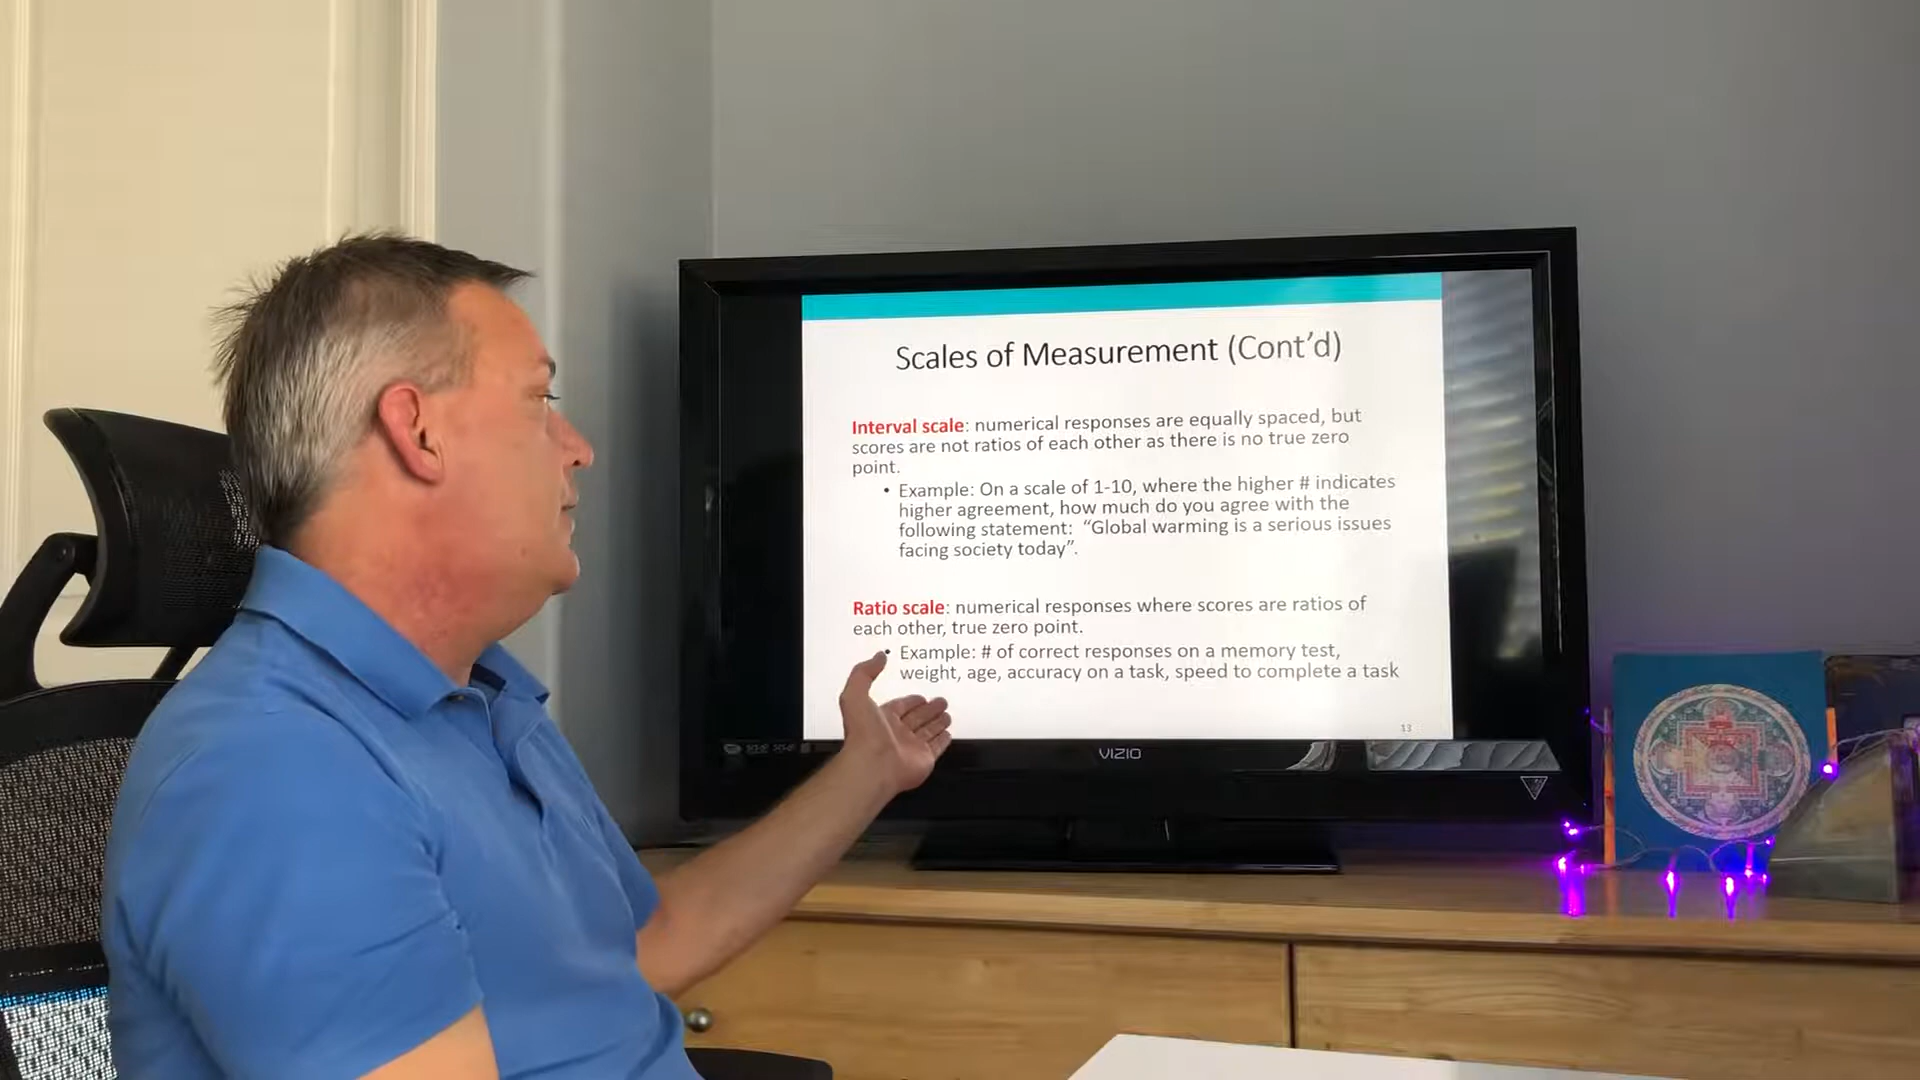 Scales of Measurement (Cont’d)
Interval scale: numerical responses are equally spaced, but
scores are not ratios of each other as there is no true zero
point.
• Example: On a scale of 1-10, where the higher # indicates
higher agreement, how much do you agree with the
following statement: “Global warming is a serious issues
facing society today”.
Ratio scale: numerical responses where scores are ratios of
each other, true zero point.
• Example: # of correct responses on a memory test,
weight, age, accuracy on a task, speed to complete a task
13
VIZIO